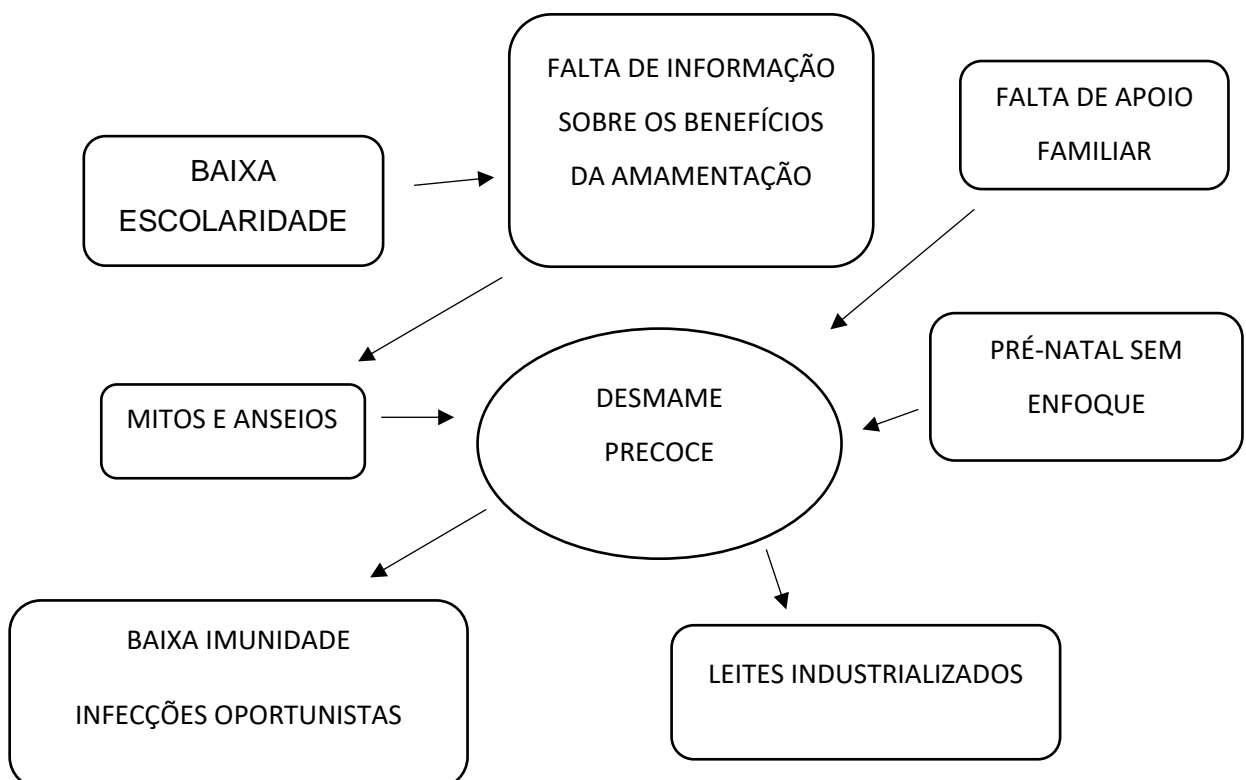 FALTA DE INFORMAÇÃO
SOBRE OS BENEFÍCIOS
DA AMAMENTAÇÃO
FALTA DE APOIO
FAMILIAR
BAIXA
ESCOLARIDADE
PRÉ-NATAL SEM
ENFOQUE
MITOS E ANSEIOS
DESMAME
PRECOCE
BAIXA IMUNIDADE
INFECÇÕES OPORTUNISTAS
LEITES INDUSTRIALIZADOS